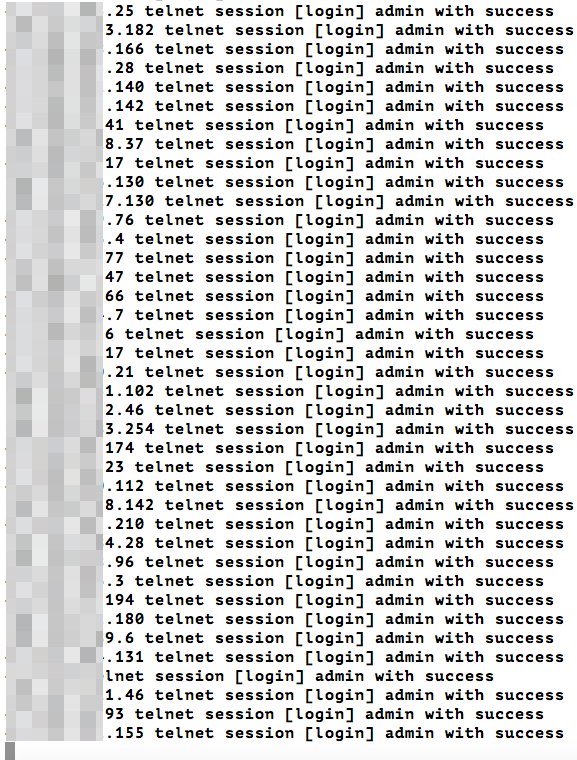 .25 telnet session [login] admin with success
3.182 telnet session [login] admin with success
.166 telnet session [login] admin with success
.28 telnet session [login] admin with success
.140 telnet session [login] admin with success
.142 telnet session [login] admin with success
41 telnet session [login] admin with success
8.37 telnet session [login] admin with success
17 telnet session [login] admin with success
.130 telnet session [login] admin with success
7.130 telnet session [login] admin with success
.76 telnet session [login] admin with success
.4 telnet session [login] admin with success
77 telnet session [login] admin with success
47 telnet session [login] admin with success
66 telnet session [login] admin with success
.7 telnet session [login] admin with success
6 telnet session [login] admin with success
17 telnet session [login] admin with success
.21 telnet session [login] admin with success
1.102 telnet session [login] admin with success
2.46 telnet session [login] admin with success
3.254 telnet session [login] admin with success
174 telnet session [login] admin with success
23 telnet session [login] admin with success
.112 telnet session [login] admin with success
8.142 telnet session [login] admin with success
.210 telnet session [login] admin with success
4.28 telnet session [login] admin with success
.96 telnet session [login] admin with success
.3 telnet session [login] admin with success
194 telnet session [login] admin with success
.180 telnet session [login] admin with success
9.6 telnet session [login] admin with success
.131 telnet session [login] admin with success
lnet session [login] admin with success
1.46 telnet session [login] admin with success
93 telnet session [login] admin with success
.155 telnet session [login] admin with success